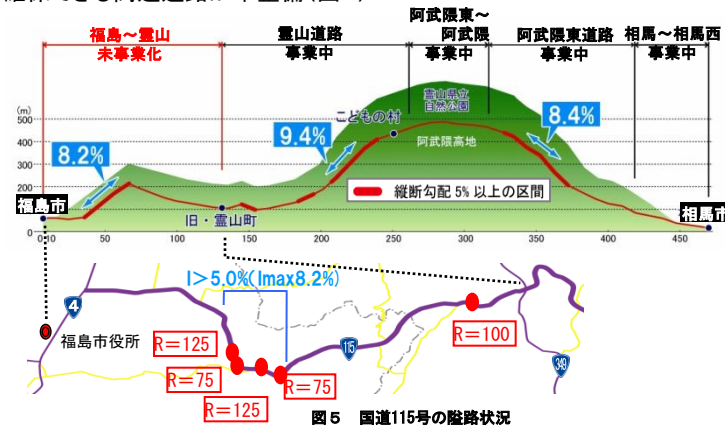 福島～霊山
未事業化
霊山道路
事業中
阿武隈東～
阿武隈
事業中
阿武隈東道路
事業中
相馬～相馬西
事業中
(m)
500
400
300
200
100
0
8.2%
9.4%
8.4%
こどもの村
霊山県立
自然公園
阿武隈高地
縦断勾配 5% 以上の区間
福島市
旧・霊山町
相馬市
0
10
50
100
150
200
250
300
350
400
450
I>5.0%(Imax8.2%)
4
福島市役所
115
349
R=125
R=75
R=125
R=75
R=100
図５　国道115号の隘路状況